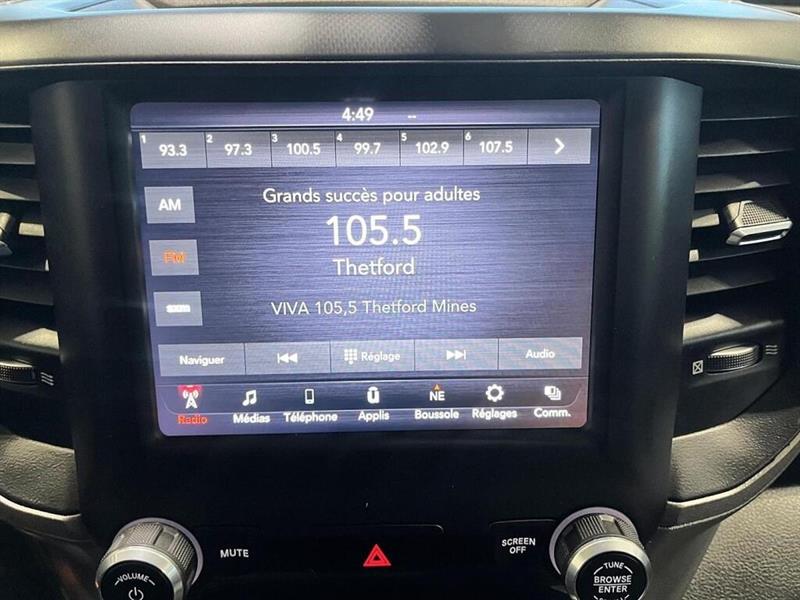 4:49 --
1 93.3 2 97.3 3 100.5 4 99.7 5 102.9 6 107.5
AM
Grands succès pour adultes
105.5
FM
Thetford
VIVA 105,5 Thetford Mines
Naviguer Réglage Audio
NE
Radio Médias Téléphone Applis Boussole Réglages Comm.
MUTE
SCREEN
OFF
VOLUME
TUNE
BROWSE
ENTER